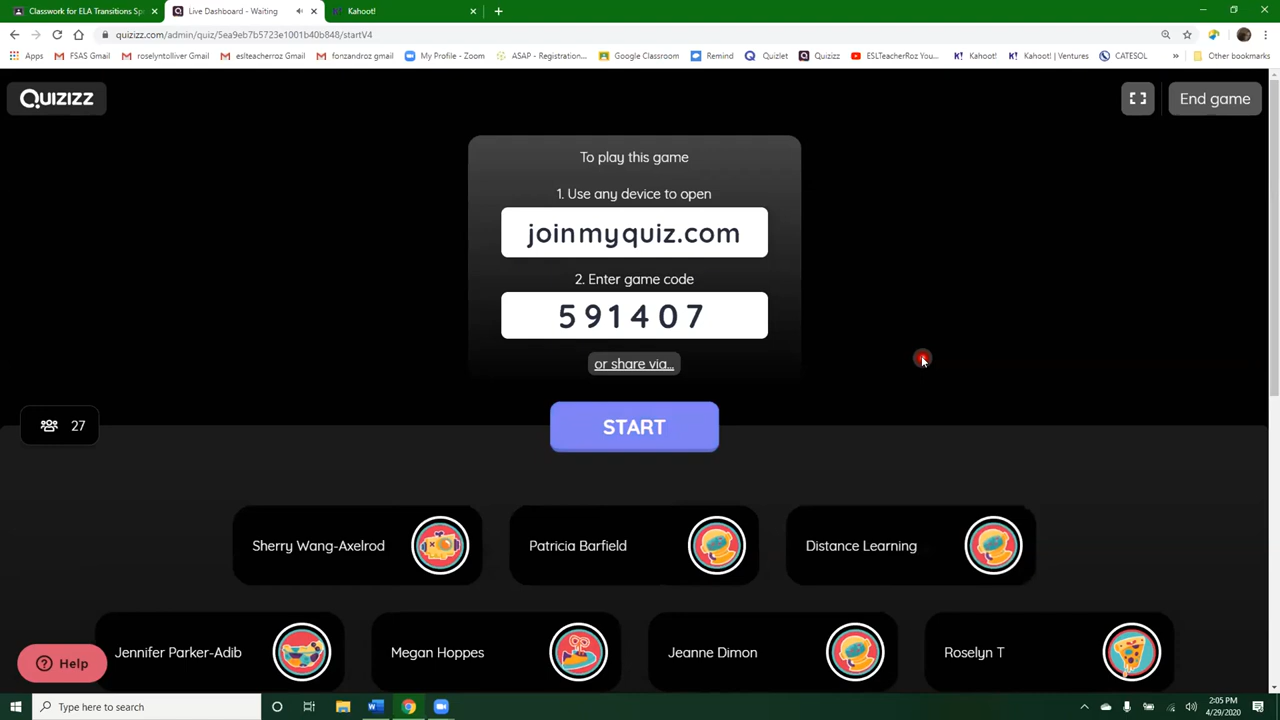 Classwork for ELA Transitions Sp
Live Dashboard - Waiting
Kahoot!
quizizz.com/admin/quiz/5ea9eb7b5723e1001b40b848/startV4
Apps
FSAS Gmail
roselyntolliver Gmail
eslteacherroz Gmail
fonzandroz gmail
My Profile - Zoom
ASAP - Registration...
Google Classroom
Remind
Quizlet
Quizizz
ESLTeacherRoz You...
Kahoot!
Kahoot! | Ventures
CATESOL
»
Other bookmarks
QUIZIZZ
End game
To play this game
1. Use any device to open
joinmyquiz.com
2. Enter game code
591407
or share via...
27
START
Sherry Wang-Axelrod
Patricia Barfield
Distance Learning
Jennifer Parker-Adib
Megan Hoppes
Jeanne Dimon
Roselyn T
Help
Type here to search
2:05 PM
4/29/2020